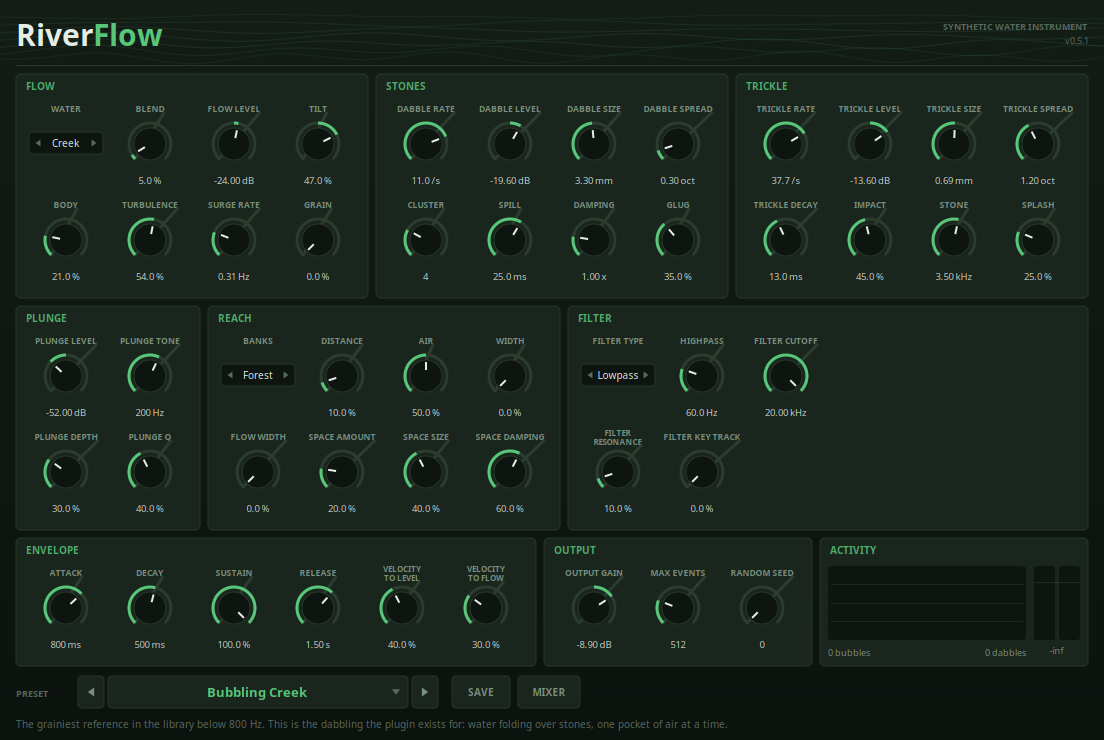 RiverFlow
SYNTHETIC WATER INSTRUMENT
v0.5.1
FLOW
WATER BLEND FLOW LEVEL TILT
Creek
5.0 % -24.00 dB 47.0 %
BODY TURBULENCE SURGE RATE GRAIN
21.0 % 54.0 % 0.31 Hz 0.0 %
STONES
DABBLE RATE DABBLE LEVEL DABBLE SIZE DABBLE SPREAD
11.0 /s -19.60 dB 3.30 mm 0.30 oct
CLUSTER SPILL DAMPING GLUG
4 25.0 ms 1.00 x 35.0 %
TRICKLE
TRICKLE RATE TRICKLE LEVEL TRICKLE SIZE TRICKLE SPREAD
37.7 /s -13.60 dB 0.69 mm 1.20 oct
TRICKLE DECAY IMPACT STONE SPLASH
13.0 ms 45.0 % 3.50 kHz 25.0 %
PLUNGE
PLUNGE LEVEL PLUNGE TONE
-52.00 dB 200 Hz
PLUNGE DEPTH PLUNGE Q
30.0 % 40.0 %
REACH
BANKS DISTANCE AIR WIDTH
Forest
10.0 % 50.0 % 0.0 %
FLOW WIDTH SPACE AMOUNT SPACE SIZE SPACE DAMPING
0.0 % 20.0 % 40.0 % 60.0 %
FILTER
FILTER TYPE HIGHPASS FILTER CUTOFF
Lowpass
60.0 Hz 20.00 kHz
FILTER
RESONANCE
FILTER KEY TRACK
10.0 % 0.0 %
ENVELOPE
ATTACK DECAY SUSTAIN RELEASE
VELOCITY
TO LEVEL
VELOCITY
TO FLOW
800 ms 500 ms 100.0 % 1.50 s 40.0 % 30.0 %
OUTPUT
OUTPUT GAIN MAX EVENTS RANDOM SEED
-8.90 dB 512 0
ACTIVITY
0 bubbles 0 dabbles -inf
PRESET Bubbling Creek SAVE MIXER
The grainiest reference in the library below 800 Hz. This is the dabbling the plugin exists for: water folding over stones, one pocket of air at a time.